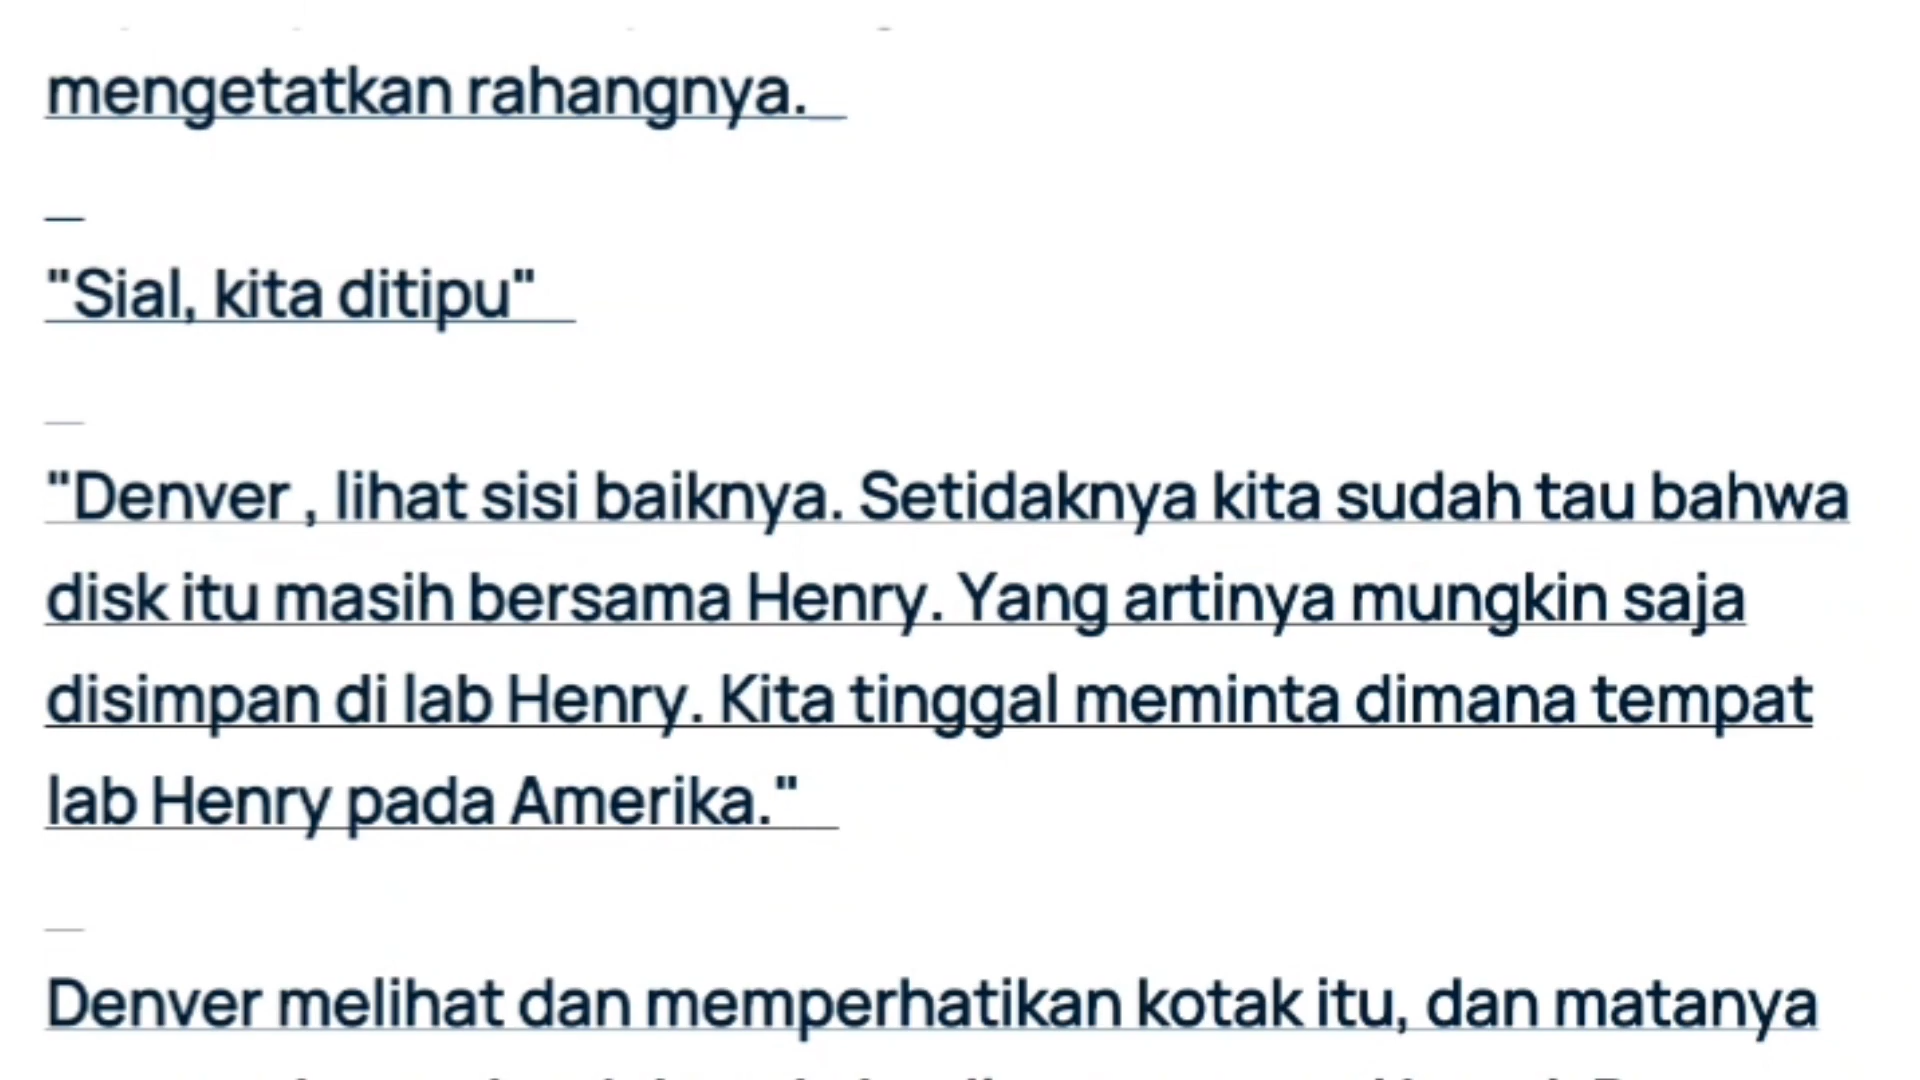 mengetatkan rahangnya.
"Sial, kita ditipu"
"Denver , lihat sisi baiknya. Setidaknya kita sudah tau bahwa
disk itu masih bersama Henry. Yang artinya mungkin saja
disimpan di lab Henry. Kita tinggal meminta dimana tempat
lab Henry pada Amerika."
Denver melihat dan memperhatikan kotak itu, dan matanya